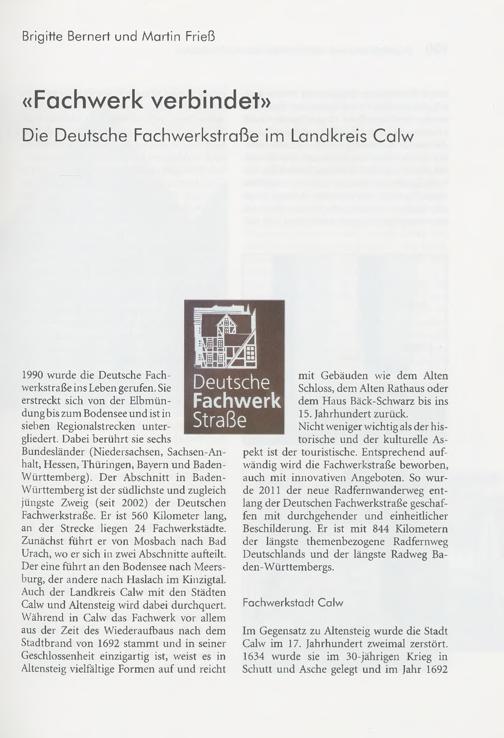 Brigitte Bernert und Martin Frieß
«Fachwerk verbindet»
Die Deutsche Fachwerkstraße im Landkreis Calw
Deutsche
Fachwerk
Straße
1990 wurde die Deutsche Fach-
werkstraße ins Leben gerufen. Sie
erstreckt sich von der Elbmün-
dung bis zum Bodensee und ist in
sieben Regionalstrecken unter-
gliedert. Dabei berührt sie sechs
Bundesländer (Niedersachsen, Sachsen-An-
halt, Hessen, Thüringen, Bayern und Baden-
Württemberg). Der Abschnitt in Baden-
Württemberg ist der südlichste und zugleich
jüngste Zweig (seit 2002) der Deutschen
Fachwerkstraße. Er ist 560 Kilometer lang,
an der Strecke liegen 24 Fachwerkstädte.
Zunächst führt er von Mosbach nach Bad
Urach, wo er sich in zwei Abschnitte aufteilt.
Der eine führt an den Bodensee nach Meers-
burg, der andere nach Haslach im Kinzigtal.
Auch der Landkreis Calw mit den Städten
Calw und Altensteig wird dabei durchquert.
Während in Calw das Fachwerk vor allem
aus der Zeit des Wiederaufbaus nach dem
Stadtbrand von 1692 stammt und in seiner
Geschlossenheit einzigartig ist, weist es in
Altensteig vielfältige Formen auf und reicht
mit Gebäuden wie dem Alten
Schloss, dem Alten Rathaus oder
dem Haus Bäck-Schwarz bis ins
15. Jahrhundert zurück.
Nicht weniger wichtig als der his-
torische und der kulturelle As-
pekt ist der touristische. Entsprechend auf-
wändig wird die Fachwerkstraße beworben,
auch mit innovativen Angeboten. So wur-
de 2011 der neue Radfernwanderweg ent-
lang der Deutschen Fachwerkstraße geschaf-
fen mit durchgehender und einheitlicher
Beschilderung. Er ist mit 844 Kilometern
der längste themenbezogene Radfernweg
Deutschlands und der längste Radweg Ba-
den-Württembergs.
Fachwerkstadt Calw
Im Gegensatz zu Altensteig wurde die Stadt
Calw im 17. Jahrhundert zweimal zerstört.
1634 wurde sie im 30-jährigen Krieg in
Schutt und Asche gelegt und im Jahr 1692